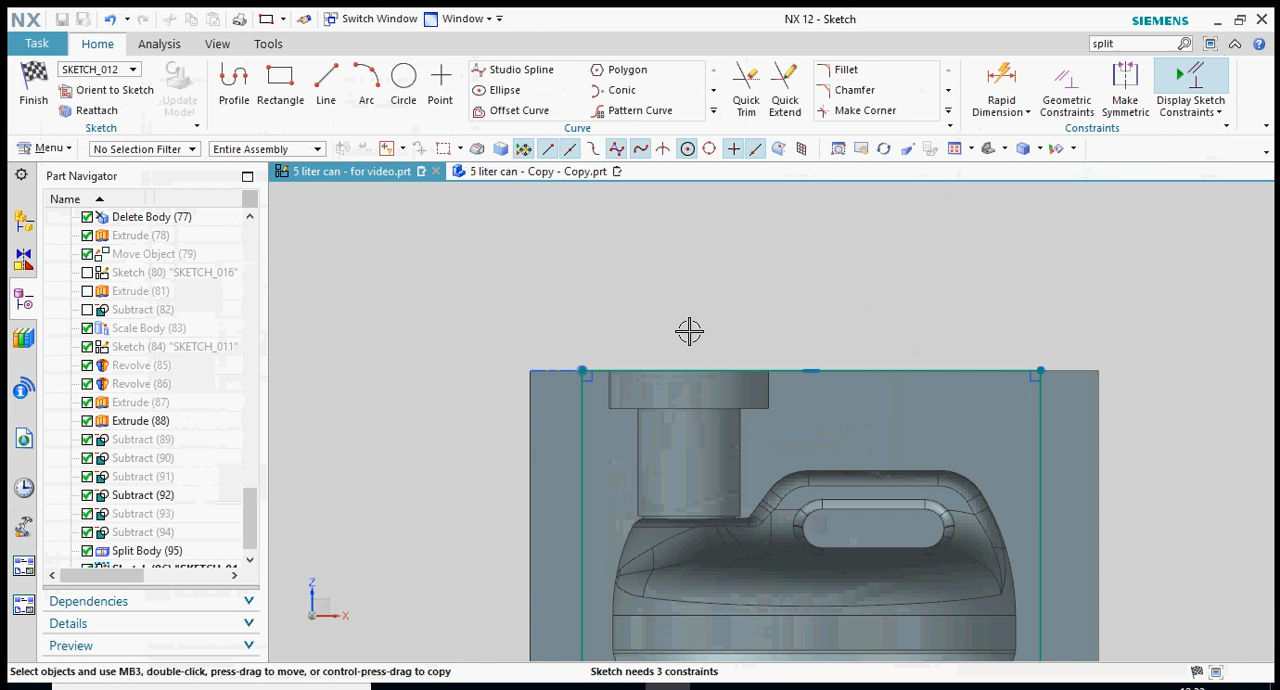 NX
Switch Window
Window
NX 12 - Sketch
SIEMENS
Task
Home
Analysis
View
Tools
split
Finish
SKETCH_012
Orient to Sketch
Reattach
Update Model
Sketch
Profile
Rectangle
Line
Arc
Circle
Point
Studio Spline
Ellipse
Offset Curve
Polygon
Conic
Pattern Curve
Curve
Quick Trim
Quick Extend
Fillet
Chamfer
Make Corner
Rapid Dimension
Geometric Constraints
Make Symmetric
Display Sketch Constraints
Constraints
Menu
No Selection Filter
Entire Assembly
Part Navigator
5 liter can - for video.prt
5 liter can - Copy - Copy.prt
Name
Delete Body (77)
Extrude (78)
Move Object (79)
Sketch (80) "SKETCH_016"
Extrude (81)
Subtract (82)
Scale Body (83)
Sketch (84) "SKETCH_011"
Revolve (85)
Revolve (86)
Extrude (87)
Extrude (88)
Subtract (89)
Subtract (90)
Subtract (91)
Subtract (92)
Subtract (93)
Subtract (94)
Split Body (95)
Dependencies
Details
Preview
Z
X
Select objects and use MB3, double-click, press-drag to move, or control-press-drag to copy
Sketch needs 3 constraints